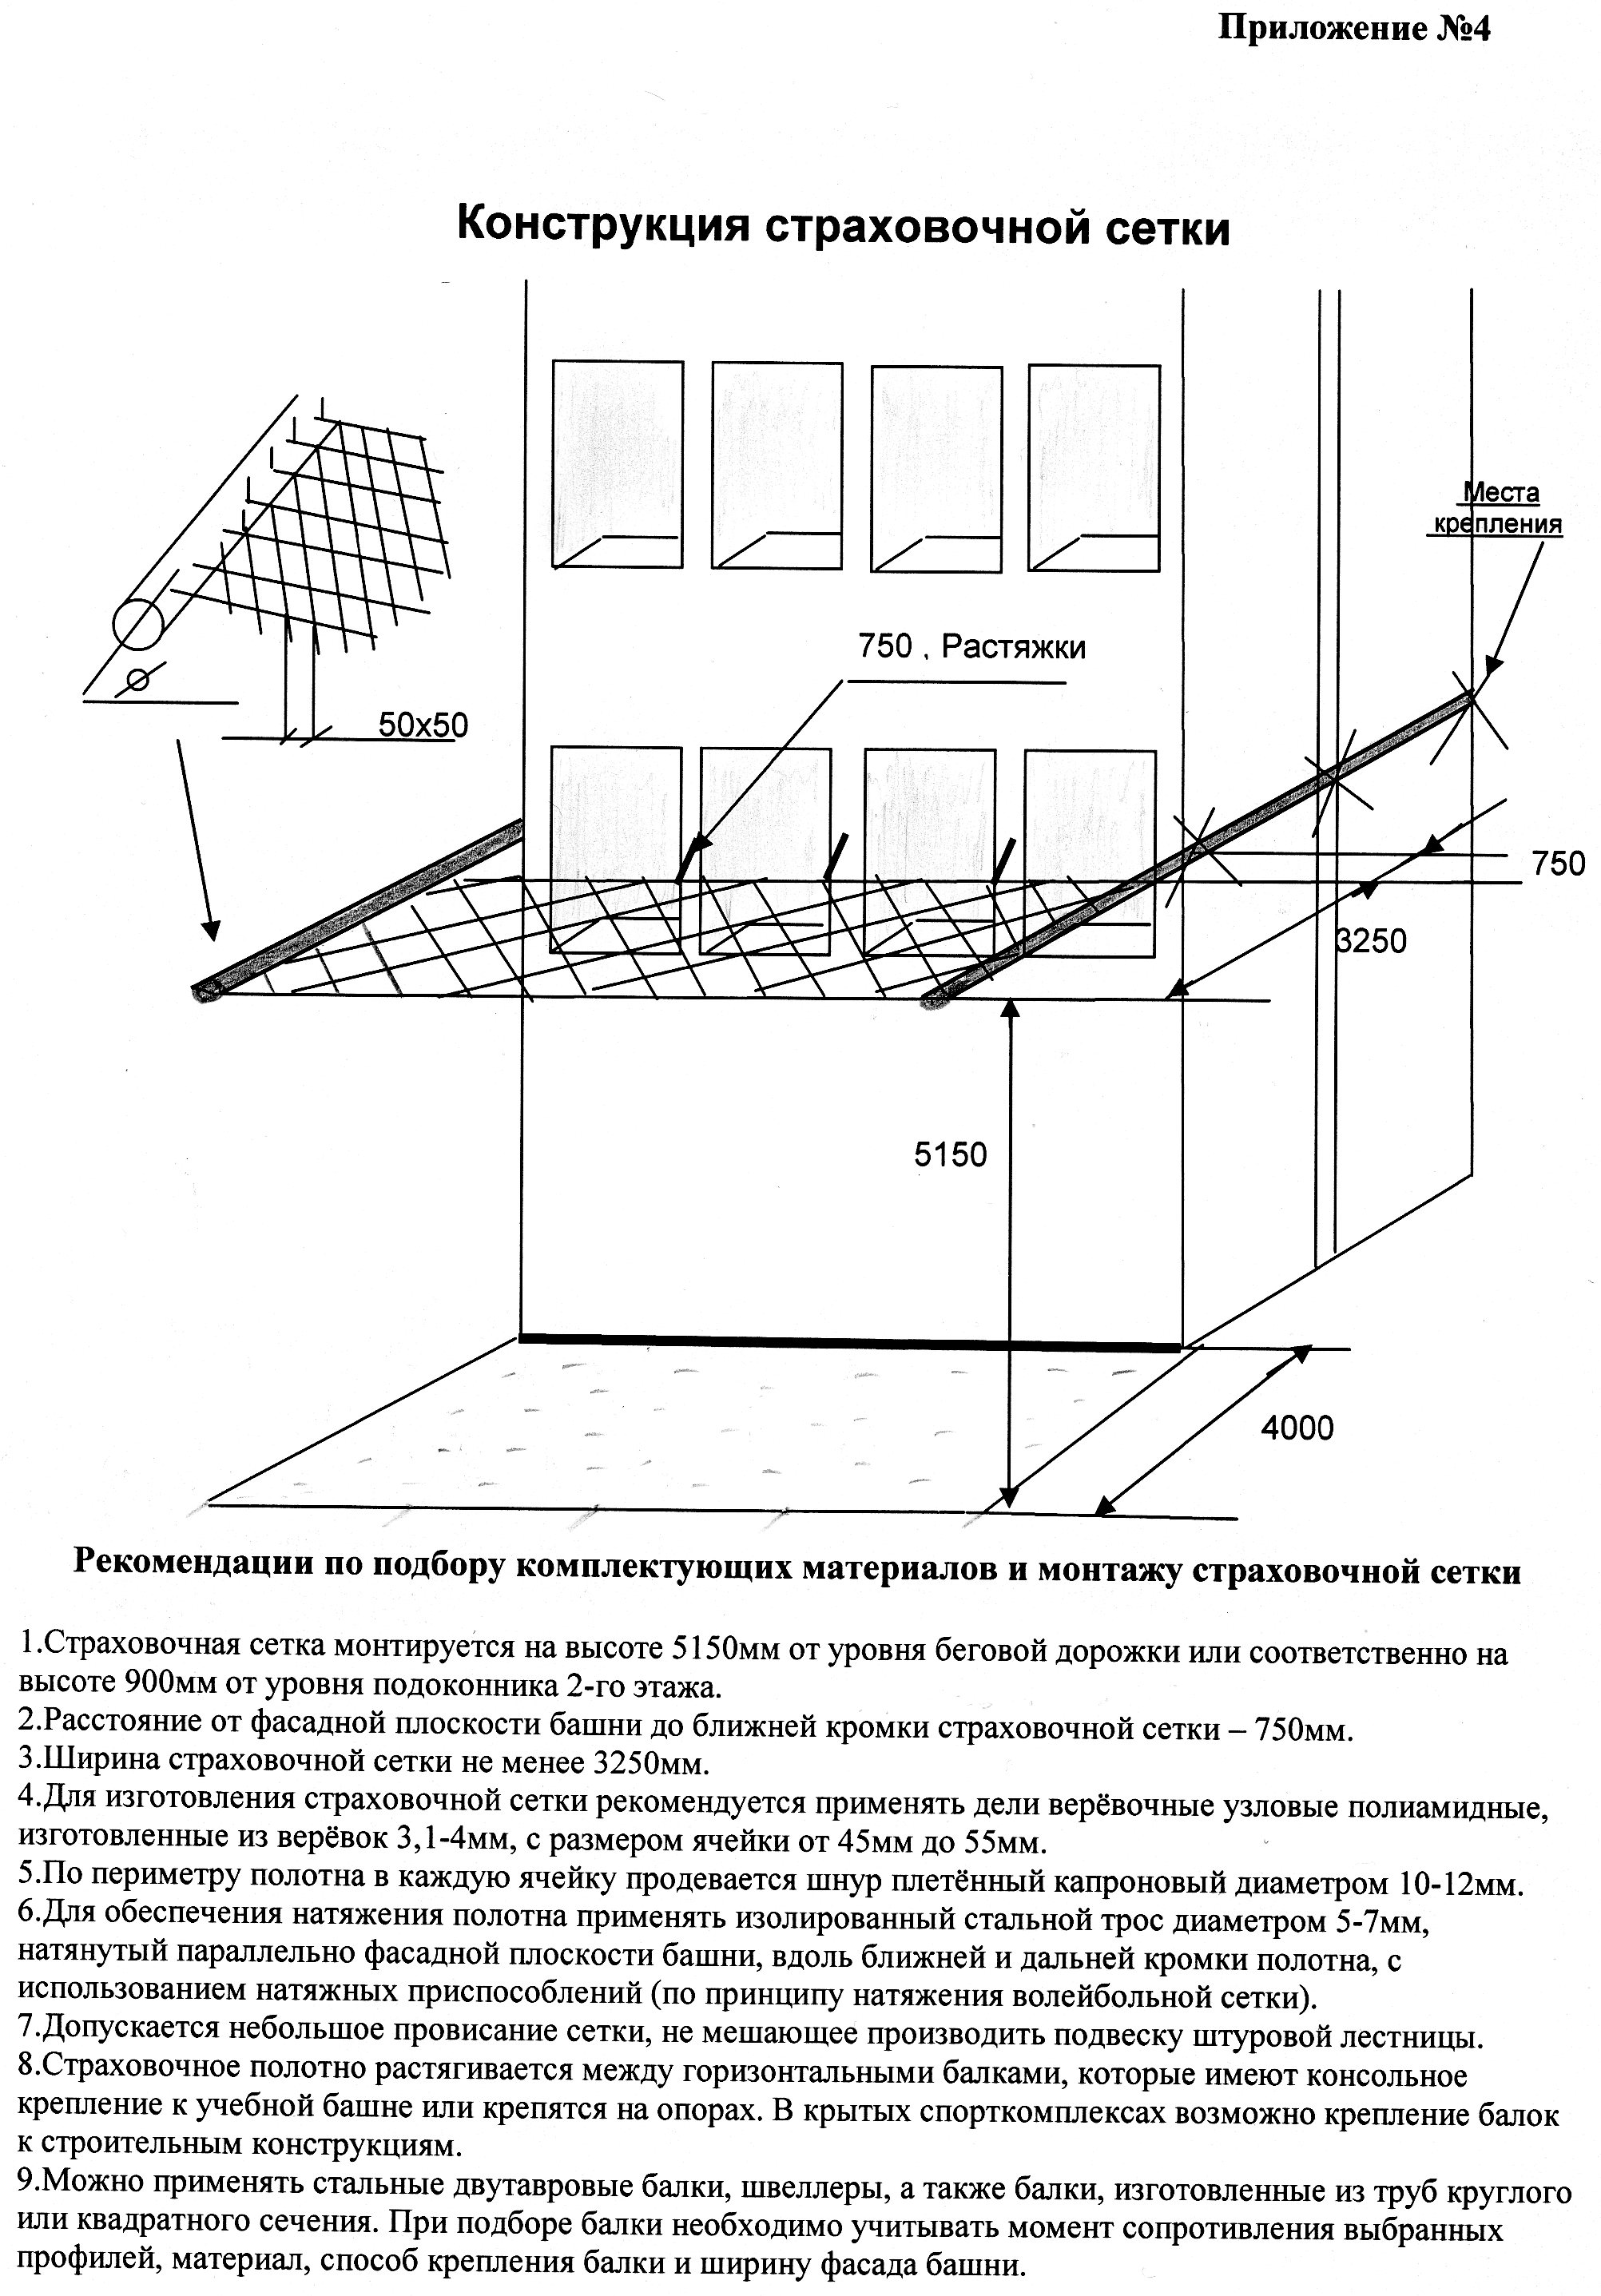 Приложение №4
Конструкция страховочной сетки
Места
крепления
750 , Растяжки
50х50
750
3250
5150
4000
Рекомендации по подбору комплектующих материалов и монтажу страховочной сетки
1.Страховочная сетка монтируется на высоте 5150мм от уровня беговой дорожки или соответственно на
высоте 900мм от уровня подоконника 2-го этажа.
2.Расстояние от фасадной плоскости башни до ближней кромки страховочной сетки – 750мм.
3.Ширина страховочной сетки не менее 3250мм.
4.Для изготовления страховочной сетки рекомендуется применять дели верёвочные узловые полиамидные,
изготовленные из верёвок 3,1-4мм, с размером ячейки от 45мм до 55мм.
5.По периметру полотна в каждую ячейку продевается шнур плетённый капроновый диаметром 10-12мм.
6.Для обеспечения натяжения полотна применять изолированный стальной трос диаметром 5-7мм,
натянутый параллельно фасадной плоскости башни, вдоль ближней и дальней кромки полотна, с
использованием натяжных приспособлений (по принципу натяжения волейбольной сетки).
7.Допускается небольшое провисание сетки, не мешающее производить подвеску штуровой лестницы.
8.Страховочное полотно растягивается между горизонтальными балками, которые имеют консольное
крепление к учебной башне или крепятся на опорах. В крытых спорткомплексах возможно крепление балок
к строительным конструкциям.
9.Можно применять стальные двутавровые балки, швеллеры, а также балки, изготовленные из труб круглого
или квадратного сечения. При подборе балки необходимо учитывать момент сопротивления выбранных
профилей, материал, способ крепления балки и ширину фасада башни.